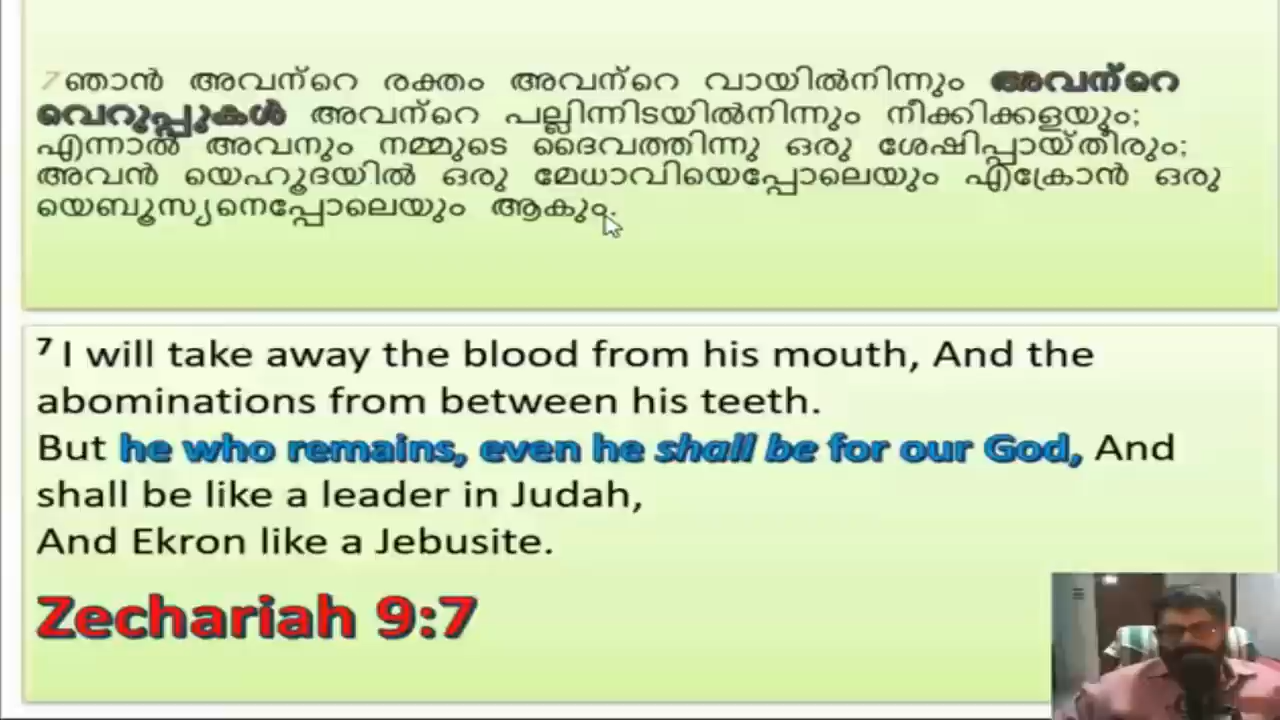 7 ഞാൻ അവന്റെ രക്തം അവന്റെ വായിൽനിന്നും അവന്റെ
വെറുപ്പുകൾ അവന്റെ പല്ലിന്നിടയിൽനിന്നും നീക്കിക്കളയും;
എന്നാൽ അവനും നമ്മുടെ ദൈവത്തിന്നു ഒരു ശേഷിപ്പായ്തീരും;
അവൻ യെഹൂദയിൽ ഒരു മേധാവിയെപ്പോലെയും എക്രോൻ ഒരു
യെബൂസ്യനെപ്പോലെയും ആകും.
7 I will take away the blood from his mouth, And the
abominations from between his teeth.
But he who remains, even he shall be for our God, And
shall be like a leader in Judah,
And Ekron like a Jebusite.
Zechariah 9:7